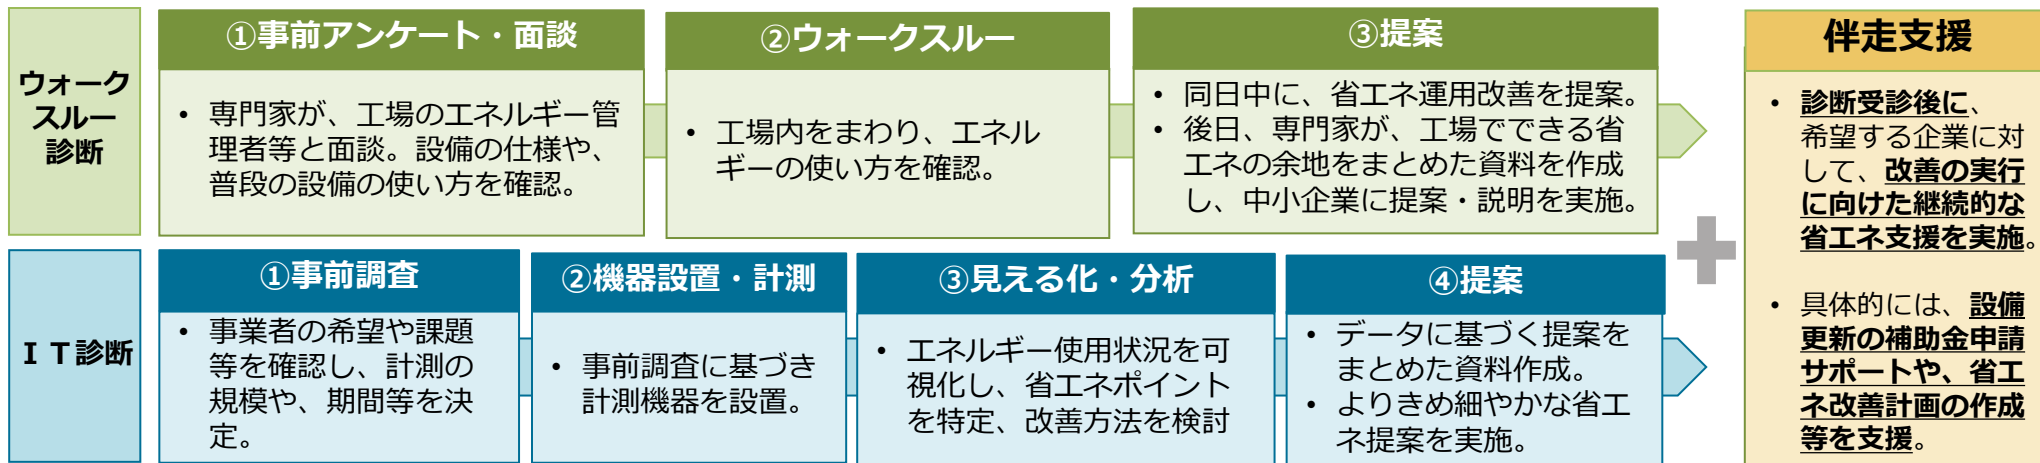 ウォーク
スルー
診断
①事前アンケート・面談
• 専門家が、工場のエネルギー管
理者等と面談。設備の仕様や、
普段の設備の使い方を確認。
②ウォークスルー
• 工場内をまわり、エネル
ギーの使い方を確認。
③提案
• 同日中に、省エネ運用改善を提案。
• 後日、専門家が、工場でできる省
エネの余地をまとめた資料を作成
し、中小企業に提案・説明を実施。
ＩＴ診断
①事前調査
• 事業者の希望や課題
等を確認し、計測の
規模や、期間等を決
定。
②機器設置・計測
• 事前調査に基づき
計測機器を設置。
③見える化・分析
• エネルギー使用状況を可
視化し、省エネポイント
を特定、改善方法を検討
④提案
• データに基づく提案を
まとめた資料作成。
• よりきめ細やかな省エ
ネ提案を実施。
伴走支援
• 診断受診後に、
希望する企業に対
して、改善の実行
に向けた継続的な
省エネ支援を実施。
• 具体的には、設備
更新の補助金申請
サポートや、省エ
ネ改善計画の作成
等を支援。